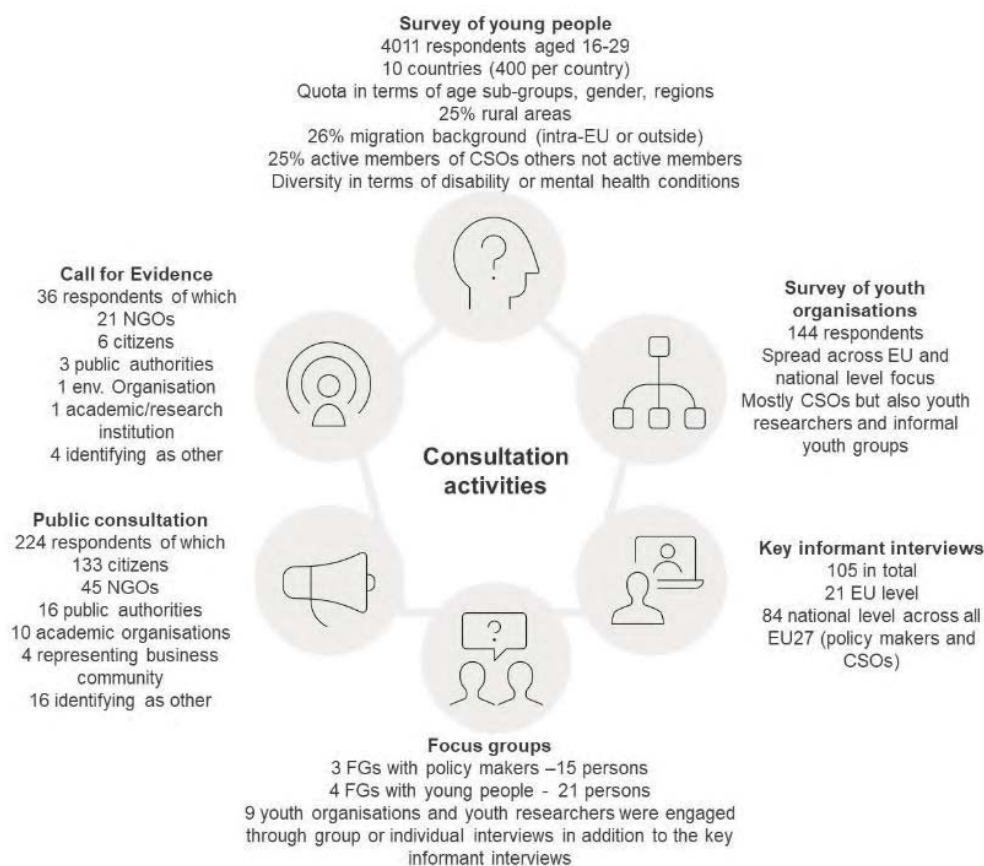 Survey of young people
4011 respondents aged 16-29
10 countries (400 per country)
Quota in terms of age sub-groups, gender, regions
25% rural areas
26% migration background (intra-EU or outside)
25% active members of CSOs others not active members
Diversity in terms of disability or mental health conditions
?
Call for Evidence
36 respondents of which
21 NGOs
6 citizens
3 public authorities
1 env. Organisation
1 academic/research
institution
4 identifying as other
Survey of youth
organisations
144 respondents
Spread across EU and
national level focus
Mostly CSOs but also youth
researchers and informal
youth groups
Consultation
activities
Public consultation
224 respondents of which
133 citizens
45 NGOs
16 public authorities
10 academic organisations
4 representing business
community
16 identifying as other
Key informant interviews
105 in total
21 EU level
84 national level across all
EU27 (policy makers and
CSOs)
?
Focus groups
3 FGs with policy makers –15 persons
4 FGs with young people - 21 persons
9 youth organisations and youth researchers were engaged
through group or individual interviews in addition to the key
informant interviews